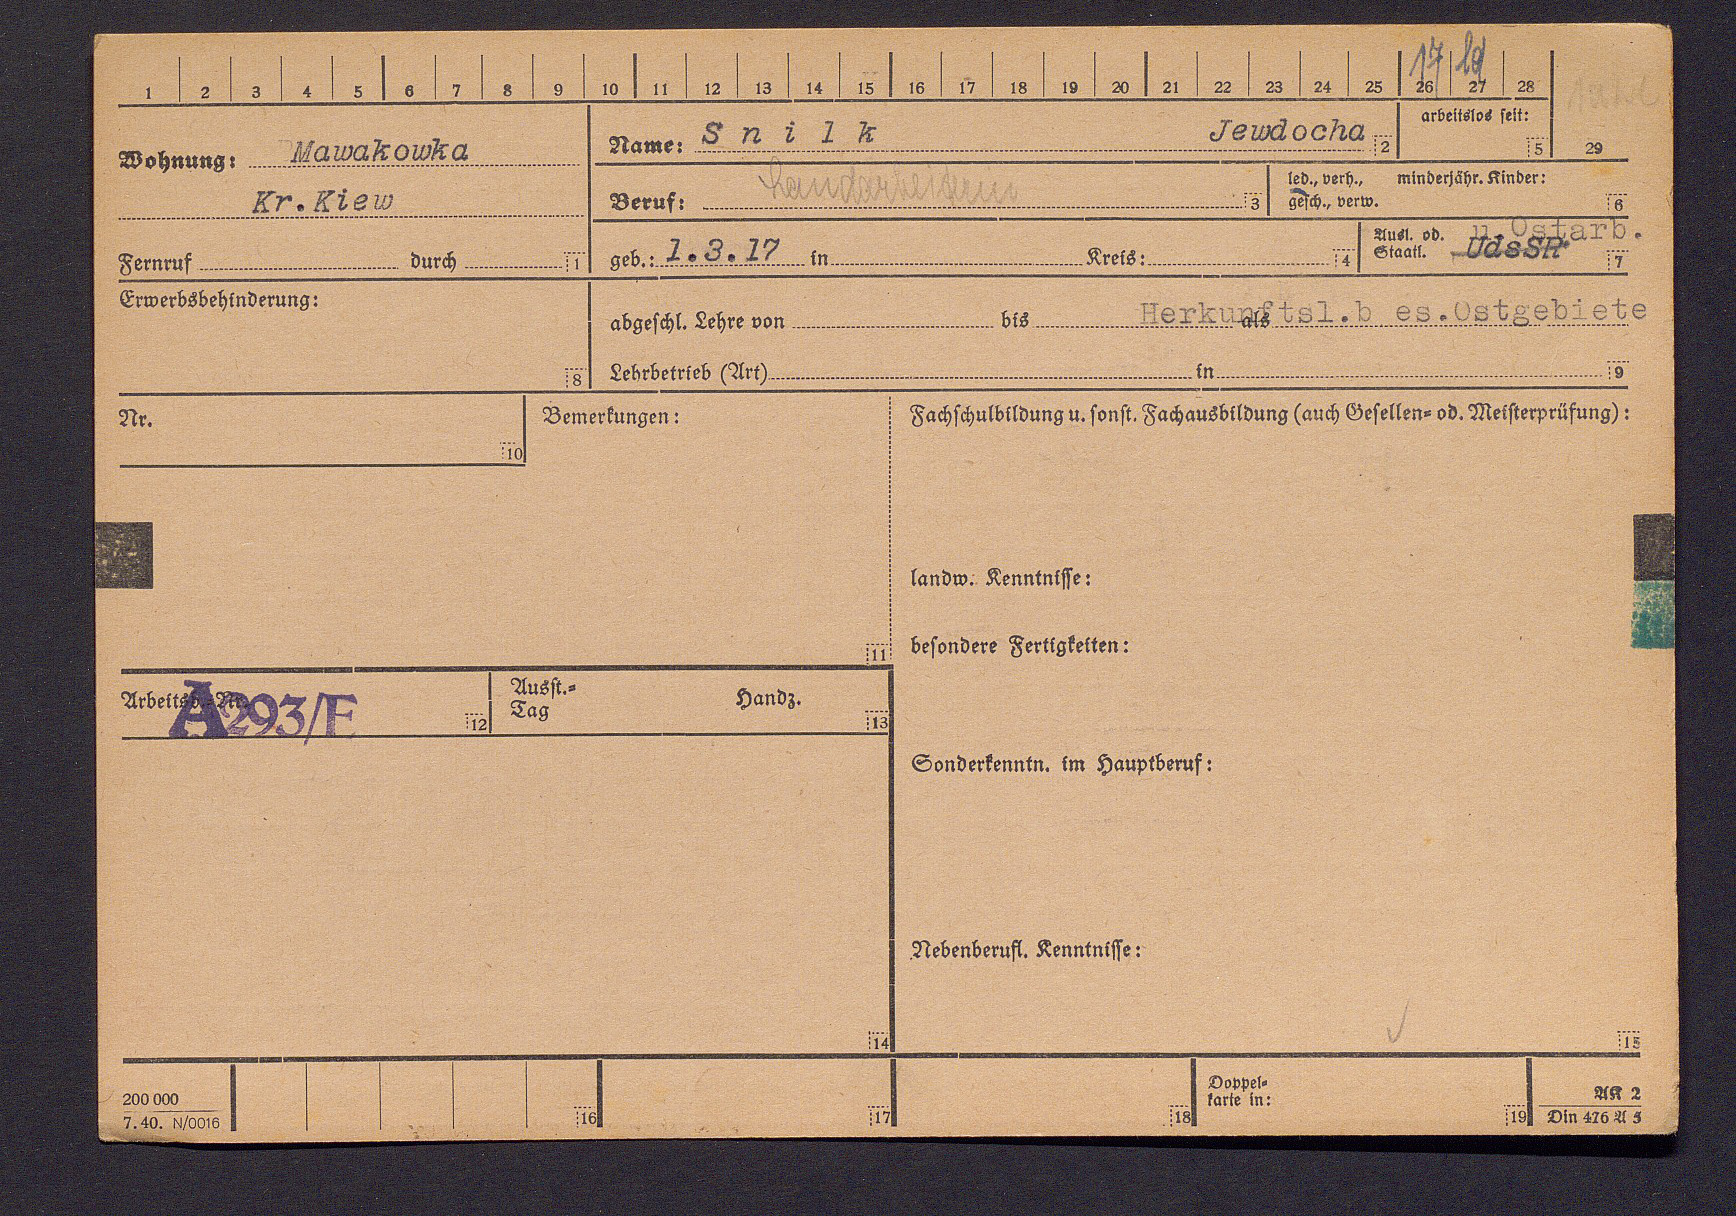 17 ld
1 2 3 4 5 6 7 8 9 10 11 12 13 14 15 16 17 18 19 20 21 22 23 24 25 26 27 28
Wohnung: Mawakowka
Kr.Kiew
Fernruf durch 1
Name: Snilk Jewdocha 2
arbeitslos seit:
5
29
Beruf: Landarbeiterin 3
led., verh., minderjähr. Kinder:
gesch., verw. 6
geb.: 1.3.17 in Kreis: 4
Ausl. od. u.Ostarb.
Staatl. UdsSR 7
Erwerbsbehinderung:
8
abgeschl. Lehre von bis als Herkunftsl.b es.Ostgebiete
Lehrbetrieb (Art) in 9
Nr.
10
Bemerkungen:
11
Fachschulbildung u. sonst. Fachausbildung (auch Gesellen- od. Meisterprüfung):
landw. Kenntnisse:
besondere Fertigkeiten:
Arbeitsb.-Nr. A293/E 12
Ausst.-
Tag Handz. 13
Sonderkenntn. im Hauptberuf:
Nebenberufl. Kenntnisse:
14
15
200 000
7.40. N/0016
16
17
18
Doppel-
karte in:
19
AK 2
Din 476 A 5